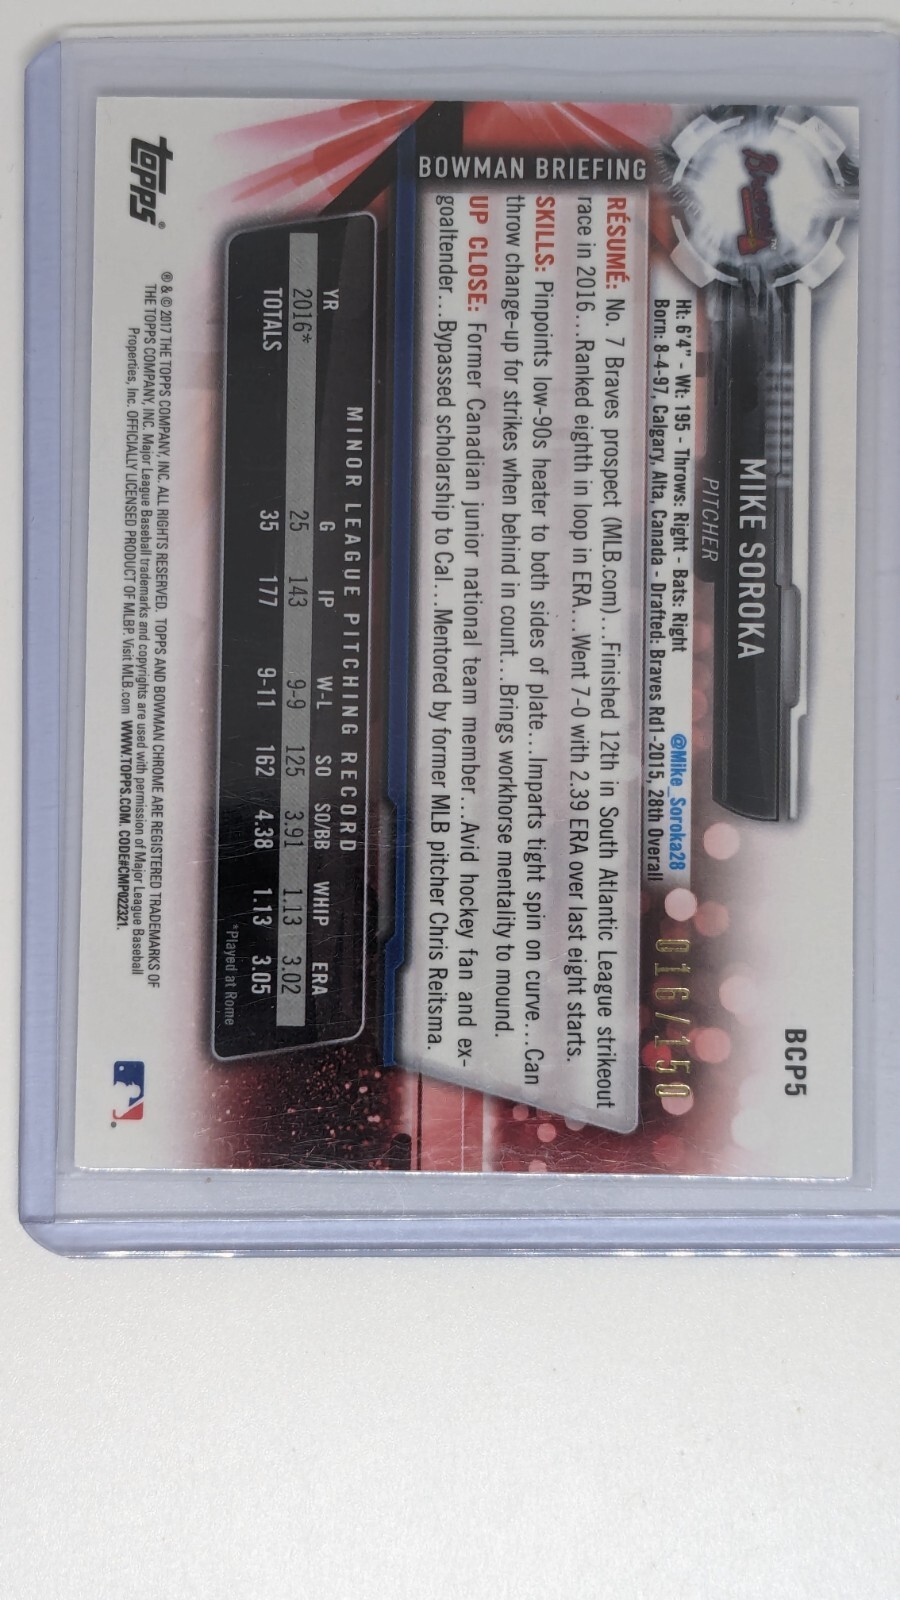 BCP5
Braves
MIKE SOROKA
PITCHER
Ht: 6'4" - Wt: 195 - Throws: Right - Bats: Right @Mike_Soroka28
Born: 8-4-97, Calgary, Alta, Canada - Drafted: Braves Rd1-2015, 28th Overall
016/150
BOWMAN BRIEFING
RÉSUMÉ: No. 7 Braves prospect (MLB.com)...Finished 12th in South Atlantic League strikeout
race in 2016...Ranked eighth in loop in ERA...Went 7-0 with 2.39 ERA over last eight starts.
SKILLS: Pinpoints low-90s heater to both sides of plate...Imparts tight spin on curve...Can
throw change-up for strikes when behind in count...Brings workhorse mentality to mound.
UP CLOSE: Former Canadian junior national team member...Avid hockey fan and ex-
goaltender...Bypassed scholarship to Cal...Mentored by former MLB pitcher Chris Reitsma.
MINOR LEAGUE PITCHING RECORD
YR G IP W-L SO SO/BB WHIP ERA
2016* 25 143 9-9 125 3.91 1.13 3.02
TOTALS 35 177 9-11 162 4.38 1.13 3.05
*Played at Rome
topps®
® & © 2017 THE TOPPS COMPANY, INC. ALL RIGHTS RESERVED. TOPPS AND BOWMAN CHROME ARE REGISTERED TRADEMARKS OF
THE TOPPS COMPANY, INC. Major League Baseball trademarks and copyrights are used with permission of Major League Baseball
Properties, Inc. OFFICIALLY LICENSED PRODUCT OF MLBP. Visit MLB.com WWW.TOPPS.COM. CODE#CMP022321.